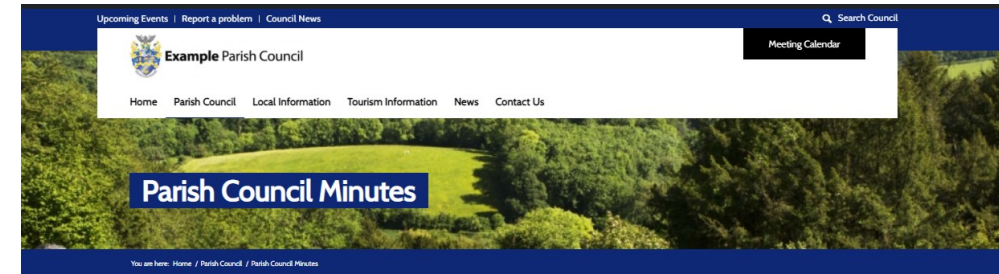 Upcoming Events | Report a problem | Council News
Search Council
Meeting Calendar
Example Parish Council
Home Parish Council Local Information Tourism Information News Contact Us
Parish Council Minutes
You are here: Home / Parish Council / Parish Council Minutes